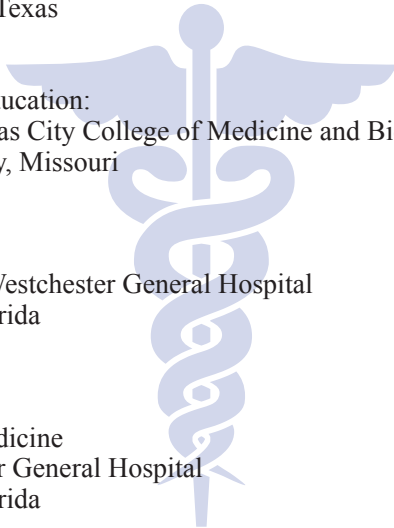 Texas
ucation:
as City College of Medicine and Bi
y, Missouri
Westchester General Hospital
rida
dicine
r General Hospital
rida